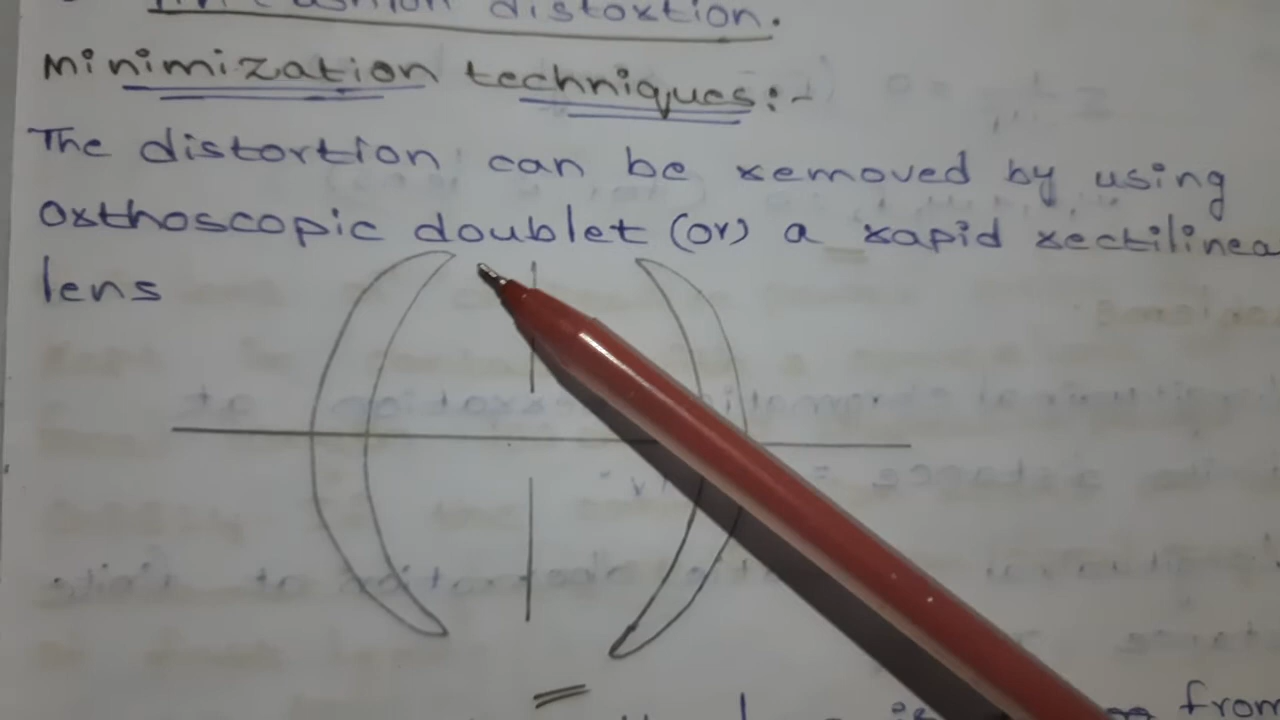 distortion.
Minimization techniques:-
The distortion can be removed by using
Orthoscopic doublet (or) a rapid rectilinea
lens
from